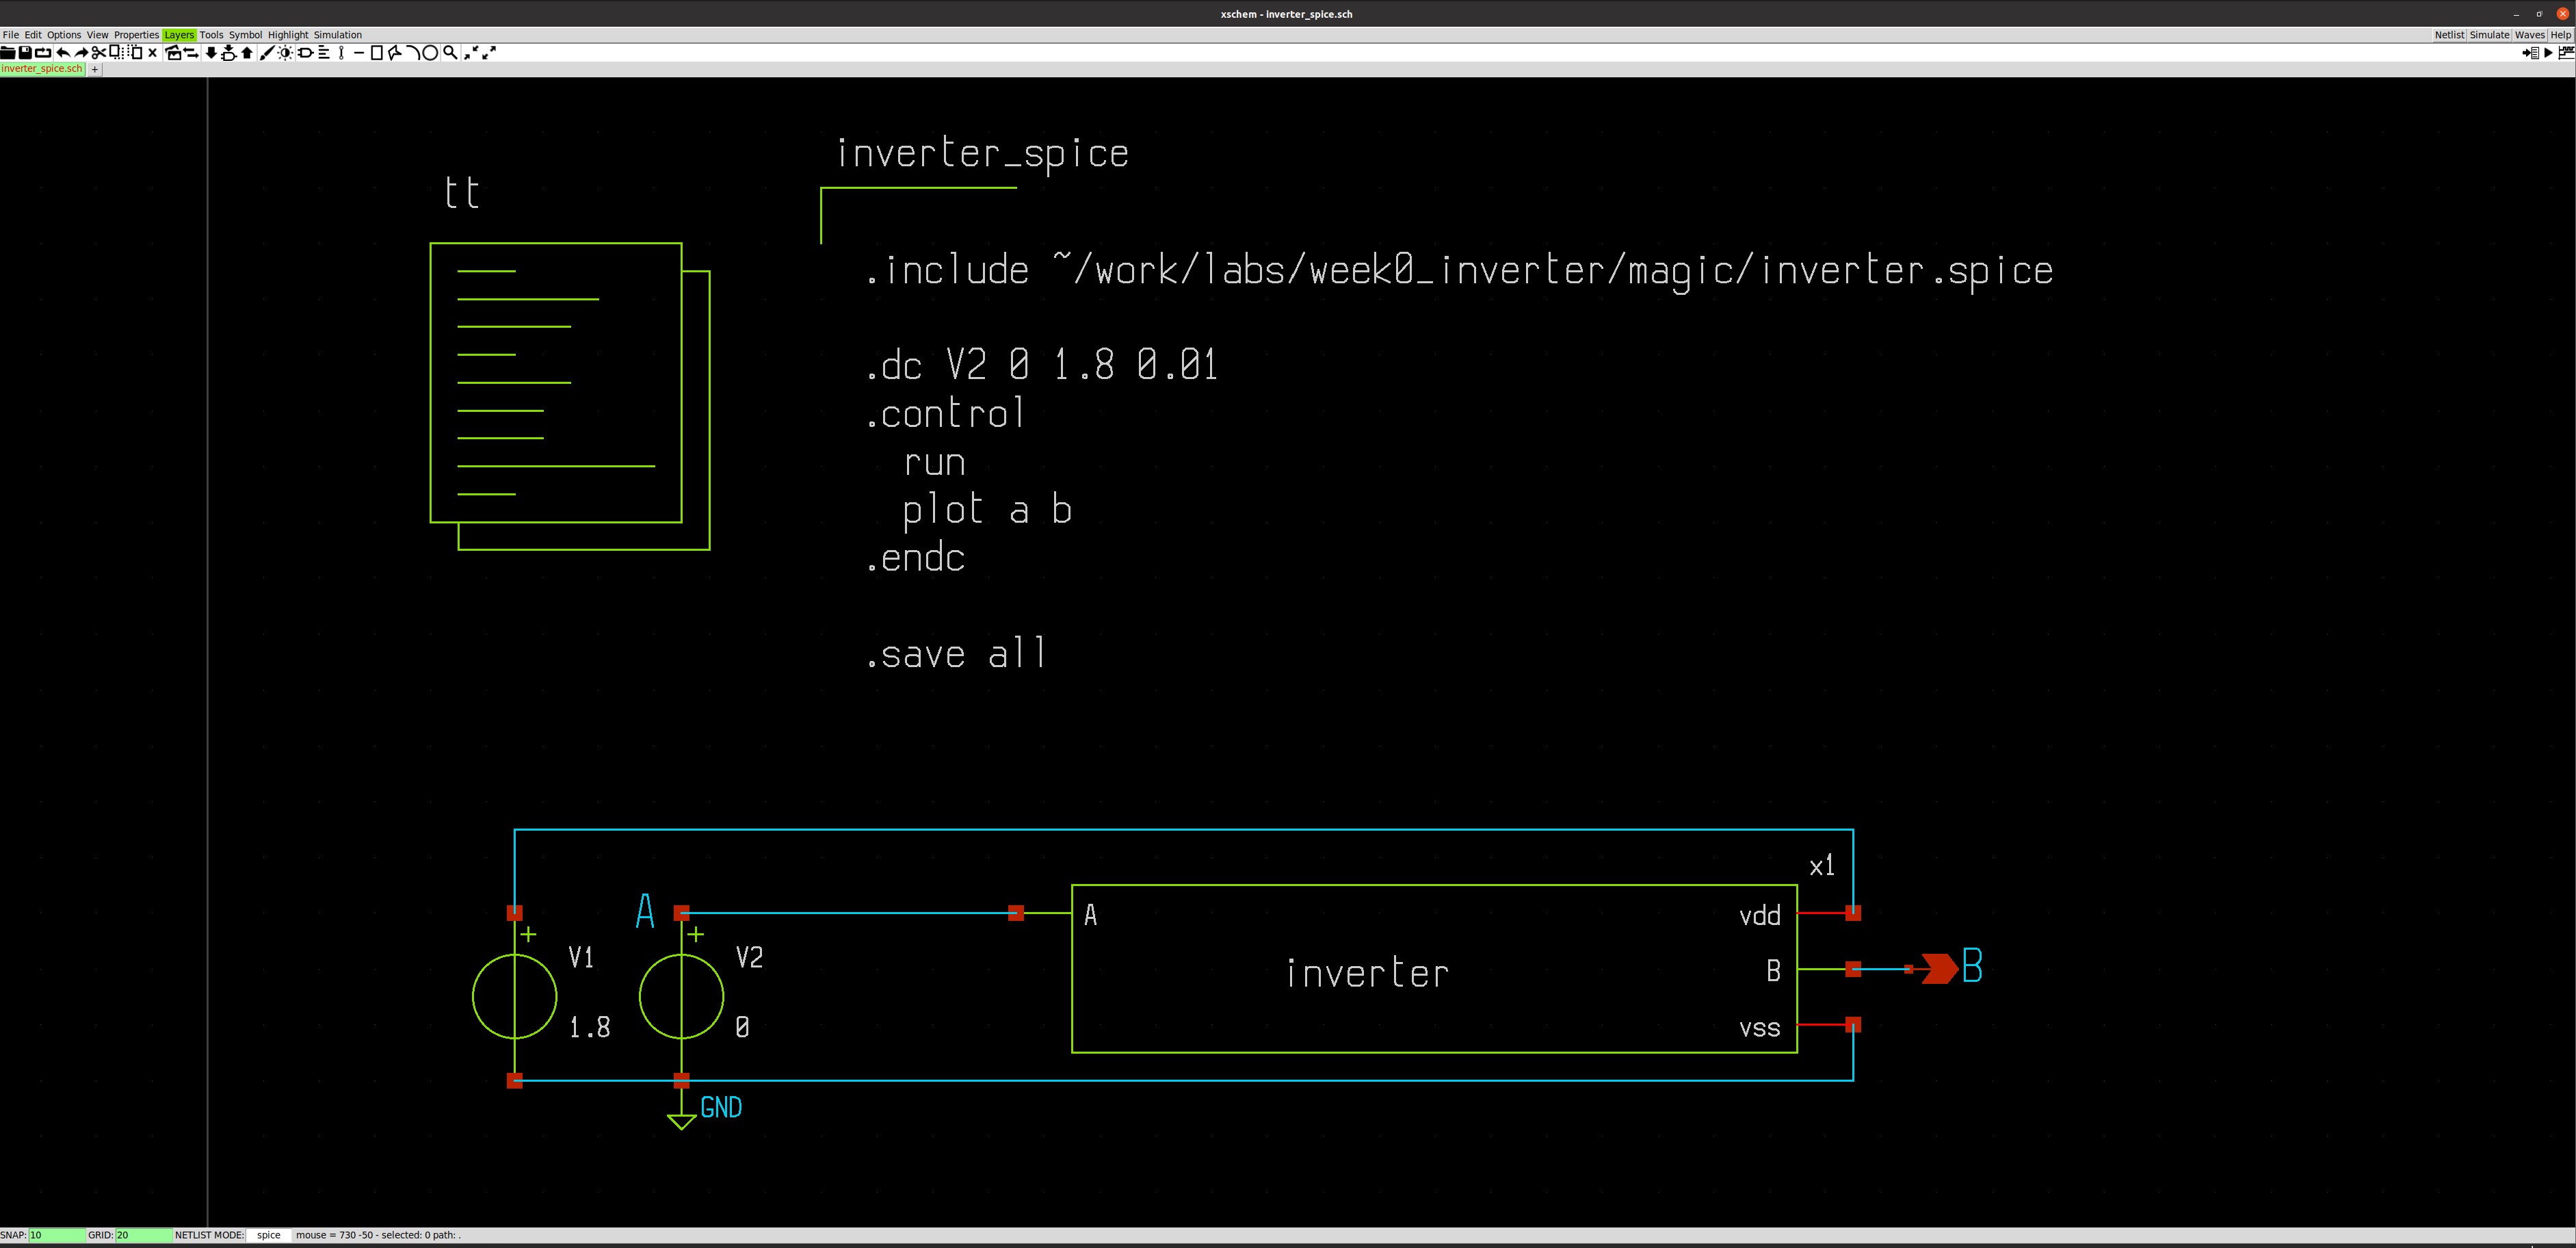 xschem - inverter_spice.sch
File Edit Options View Properties Layers Tools Symbol Highlight Simulation
Netlist Simulate Waves Help
inverter_spice.sch +
inverter_spice
tt
.include ~/work/labs/week0_inverter/magic/inverter.spice
.dc V2 0 1.8 0.01
.control
run
plot a b
.endc
.save all
x1
A
A
vdd
V1
V2
inverter
B
B
1.8
0
vss
GND
SNAP: 10 GRID: 20 NETLIST MODE: spice mouse = 730 -50 - selected: 0 path: .